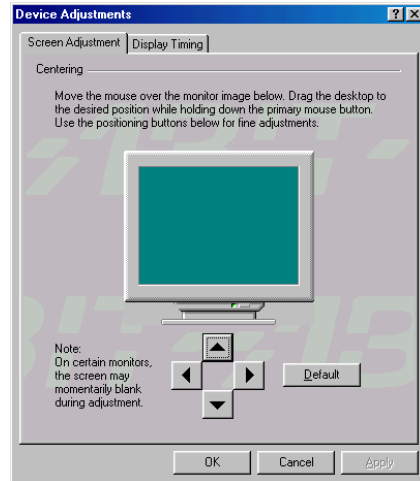 Device Adjustments
Screen Adjustment
Display Timing
Centering
Move the mouse over the monitor image below. Drag the desktop to
the desired position while holding down the primary mouse button.
Use the positioning buttons below for fine adjustments.
Note:
On certain monitors,
the screen may
momentarily blank
during adjustment.
Default
OK
Cancel
Apply